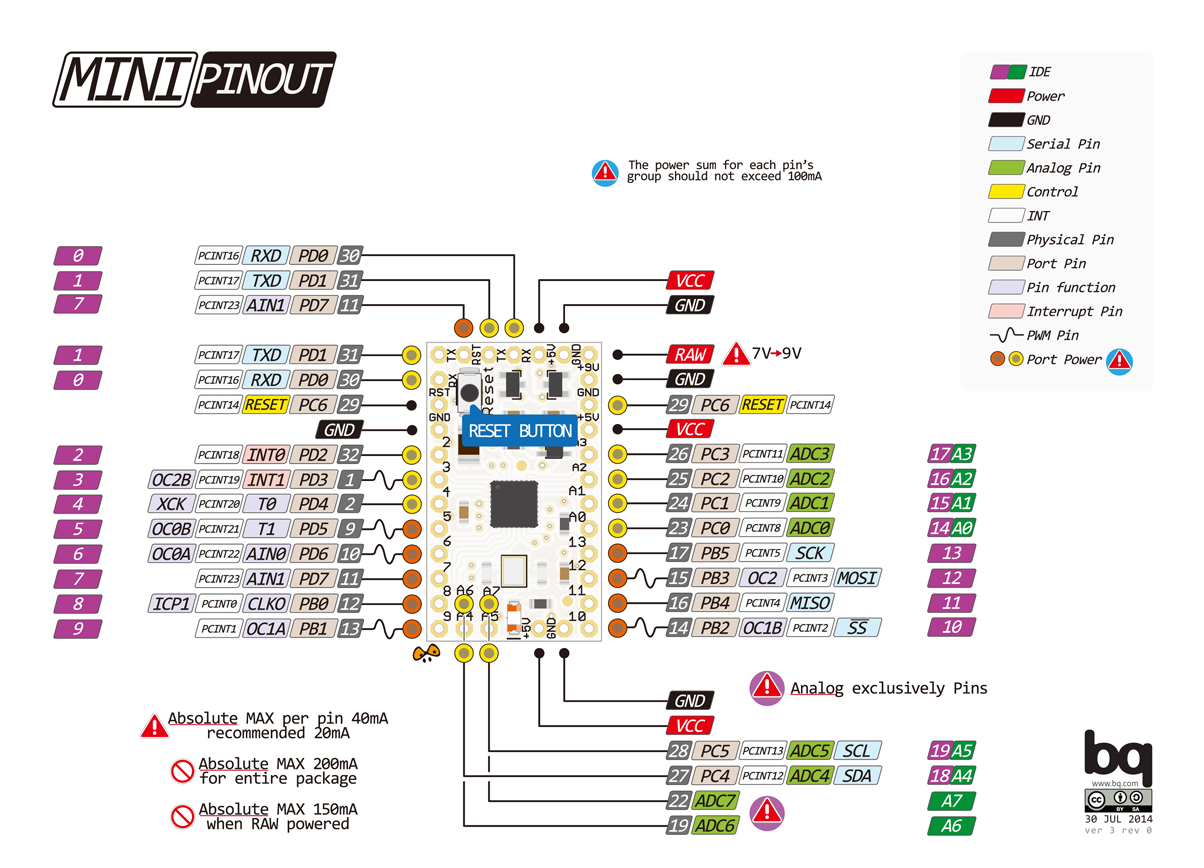 MINI PINOUT
IDE
Power
GND
Serial Pin
Analog Pin
Control
INT
Physical Pin
Port Pin
Pin function
Interrupt Pin
PWM Pin
Port Power
The power sum for each pin's
group should not exceed 100mA
0 PCINT16 RXD PD0 30
1 PCINT17 TXD PD1 31
7 PCINT23 AIN1 PD7 11
VCC
GND
1 PCINT17 TXD PD1 31
0 PCINT16 RXD PD0 30
PCINT14 RESET PC6 29
GND
2 PCINT18 INT0 PD2 32
3 OC2B PCINT19 INT1 PD3 1
4 XCK PCINT20 T0 PD4 2
5 OC0B PCINT21 T1 PD5 9
6 OC0A PCINT22 AIN0 PD6 10
7 PCINT23 AIN1 PD7 11
8 ICP1 PCINT0 CLKO PB0 12
9 PCINT1 OC1A PB1 13
TX RST TX RX +5V GND
RX
Reset
+9V
RST
GND
GND
+5V
RESET BUTTON
2
A3
3
A2
4
A1
5
A0
6
13
7
12
8 A6 A7
11
9 A4 A5 +5V GND 10
RAW 7V→9V
GND
29 PC6 RESET PCINT14
VCC
26 PC3 PCINT11 ADC3 17 A3
25 PC2 PCINT10 ADC2 16 A2
24 PC1 PCINT9 ADC1 15 A1
23 PC0 PCINT8 ADC0 14 A0
17 PB5 PCINT5 SCK 13
15 PB3 OC2 PCINT3 MOSI 12
16 PB4 PCINT4 MISO 11
14 PB2 OC1B PCINT2 SS 10
Analog exclusively Pins
GND
VCC
28 PC5 PCINT13 ADC5 SCL 19 A5
27 PC4 PCINT12 ADC4 SDA 18 A4
22 ADC7 A7
19 ADC6 A6
Absolute MAX per pin 40mA
recommended 20mA
Absolute MAX 200mA
for entire package
Absolute MAX 150mA
when RAW powered
bq
www.bq.com
cc BY SA
30 JUL 2014
ver 3 rev 0